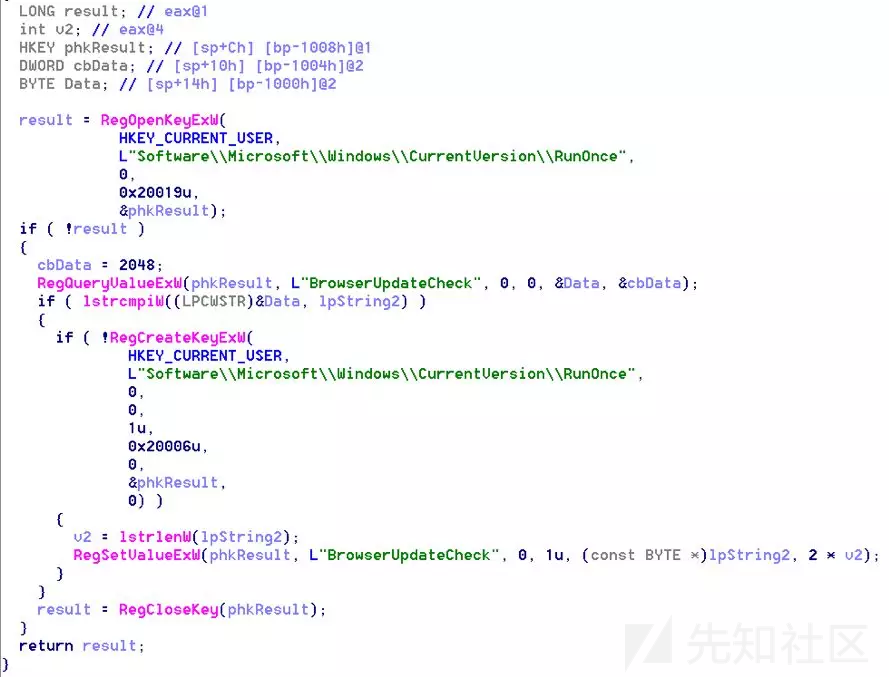 LONG result; // eax@1
int v2; // eax@4
HKEY phkResult; // [sp+Ch] [bp-1008h]@1
DWORD cbData; // [sp+10h] [bp-1004h]@2
BYTE Data; // [sp+14h] [bp-1000h]@2
result = RegOpenKeyExW(
HKEY_CURRENT_USER,
L"Software\\Microsoft\\Windows\\CurrentVersion\\RunOnce",
0,
0x20019u,
&phkResult);
if ( !result )
{
cbData = 2048;
RegQueryValueExW(phkResult, L"BrowserUpdateCheck", 0, 0, &Data, &cbData);
if ( lstrcmpiW((LPCWSTR)&Data, lpString2) )
{
if ( !RegCreateKeyExW(
HKEY_CURRENT_USER,
L"Software\\Microsoft\\Windows\\CurrentVersion\\RunOnce",
0,
0,
1u,
0x20006u,
0,
&phkResult,
0) )
{
v2 = lstrlenW(lpString2);
RegSetValueExW(phkResult, L"BrowserUpdateCheck", 0, 1u, (const BYTE *)lpString2, 2 * v2);
}
}
result = RegCloseKey(phkResult);
}
return result;
}
先知社区